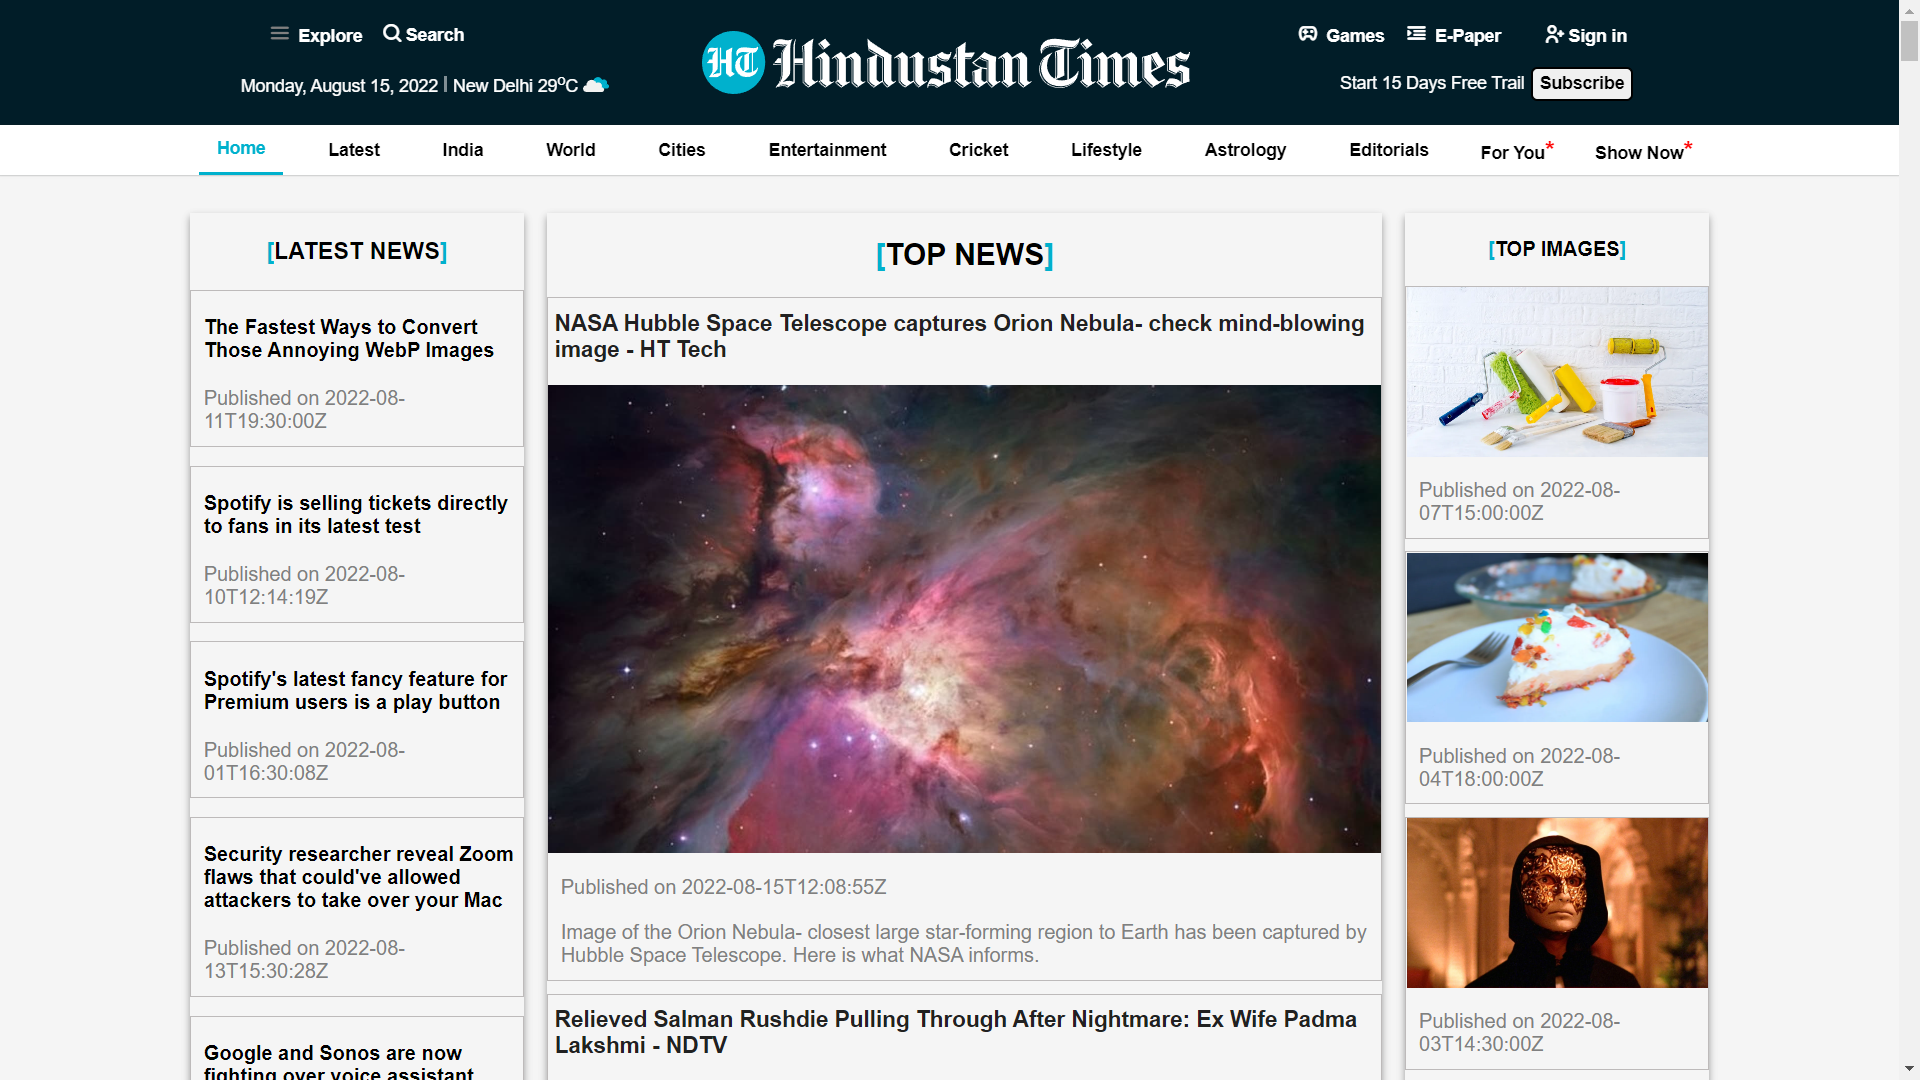 Explore Search
HT Hindustan Times
Games E-Paper Sign in
Monday, August 15, 2022 | New Delhi 29°C
Start 15 Days Free Trail Subscribe
Home Latest India World Cities Entertainment Cricket Lifestyle Astrology Editorials For You* Show Now*
[LATEST NEWS]
The Fastest Ways to Convert
Those Annoying WebP Images
Published on 2022-08-
11T19:30:00Z
Spotify is selling tickets directly
to fans in its latest test
Published on 2022-08-
10T12:14:19Z
Spotify's latest fancy feature for
Premium users is a play button
Published on 2022-08-
01T16:30:08Z
Security researcher reveal Zoom
flaws that could've allowed
attackers to take over your Mac
Published on 2022-08-
13T15:30:28Z
Google and Sonos are now
fighting over voice assistant
[TOP NEWS]
NASA Hubble Space Telescope captures Orion Nebula- check mind-blowing
image - HT Tech
Published on 2022-08-15T12:08:55Z
Image of the Orion Nebula- closest large star-forming region to Earth has been captured by
Hubble Space Telescope. Here is what NASA informs.
Relieved Salman Rushdie Pulling Through After Nightmare: Ex Wife Padma
Lakshmi - NDTV
[TOP IMAGES]
Published on 2022-08-
07T15:00:00Z
Published on 2022-08-
04T18:00:00Z
Published on 2022-08-
03T14:30:00Z